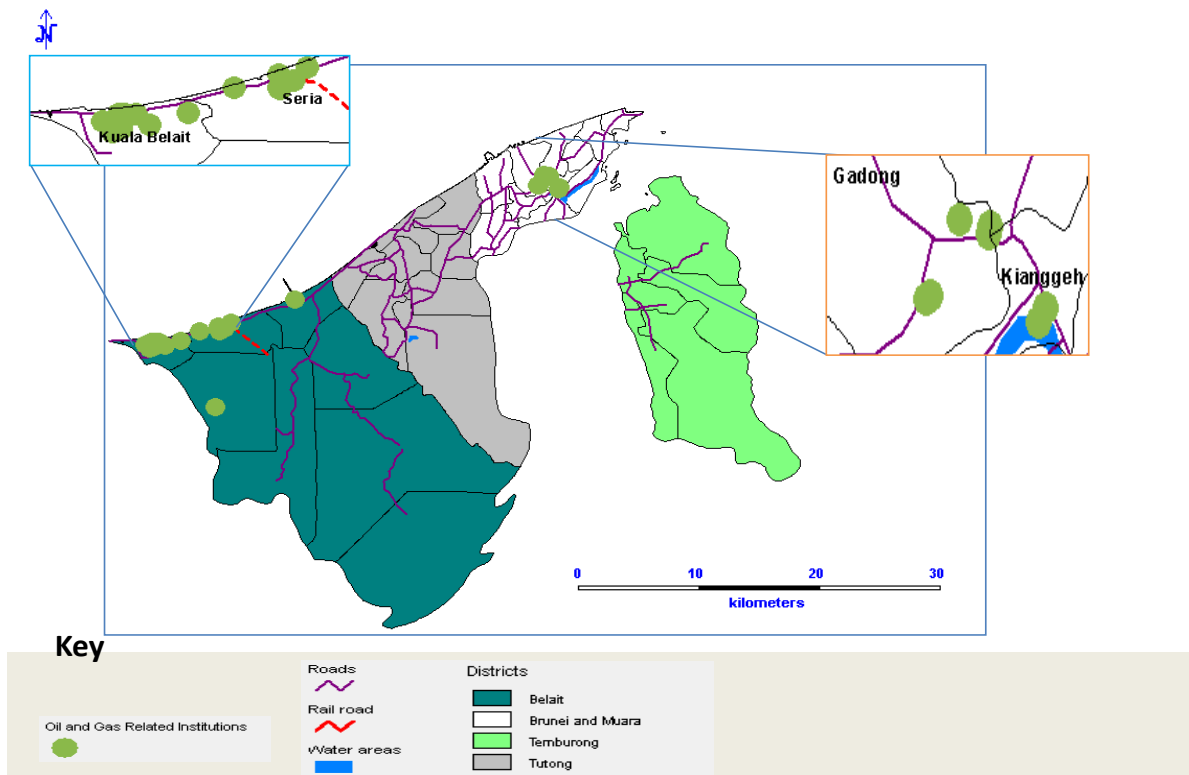 N
Seria
Kuala Belait
Gadong
Kianggeh
0 10 20 30
kilometers
Key
Oil and Gas Related Institutions
Roads
Rail road
Water areas
Districts
Belait
Brunei and Muara
Temburong
Tutong